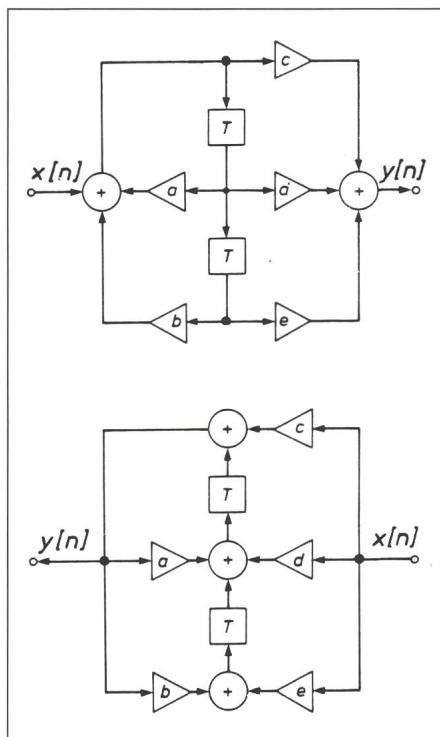 c
T
x[n] + a d + y[n]
T
b e
+ c
T
y[n] a + d x[n]
T
b + e